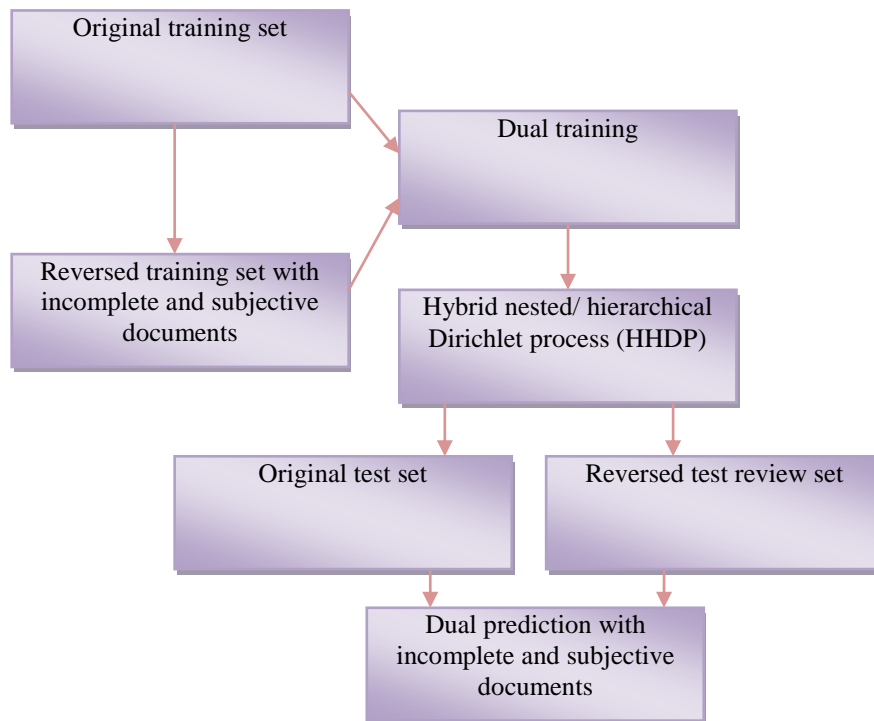 Original training set
Dual training
Reversed training set with
incomplete and subjective
documents
Hybrid nested/ hierarchical
Dirichlet process (HHDP)
Original test set
Reversed test review set
Dual prediction with
incomplete and subjective
documents